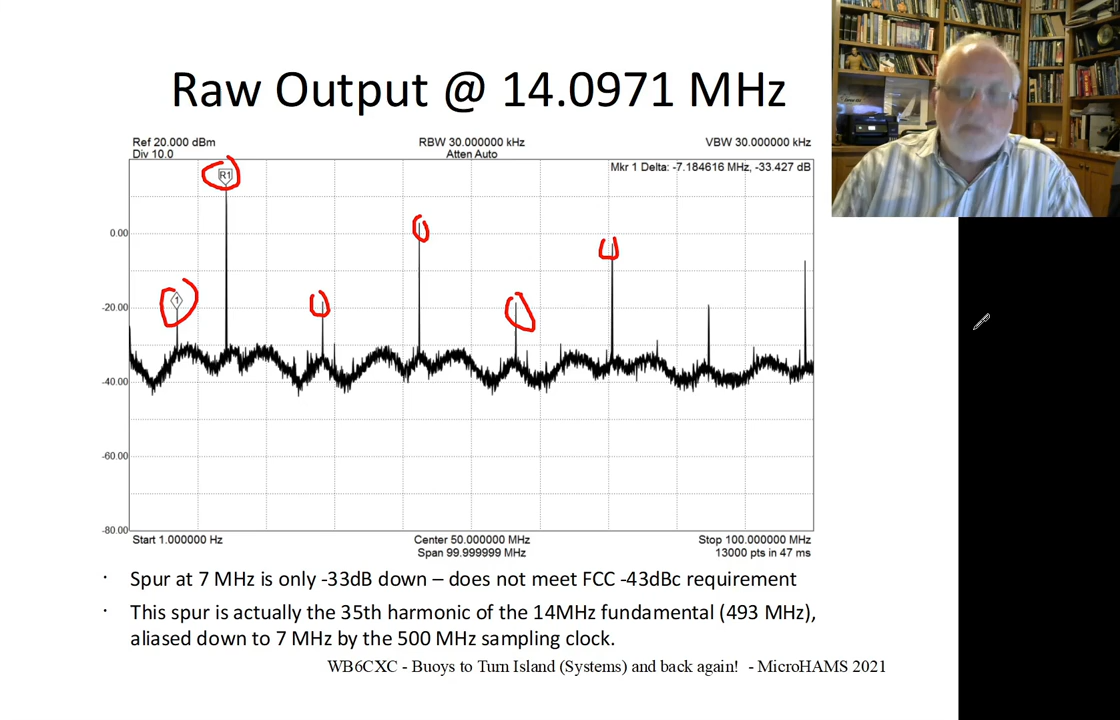 Raw Output @ 14.0971 MHz
Ref 20.000 dBm
Div 10.0
RBW 30.000000 kHz
Atten Auto
VBW 30.000000 kHz
R1
Mkr 1 Delta: -7.184616 MHz, -33.427 dB
0.00
1
-20.00
-40.00
-60.00
-80.00
Start 1.000000 Hz
Center 50.000000 MHz
Span 99.999999 MHz
Stop 100.000000 MHz
13000 pts in 47 ms
· Spur at 7 MHz is only -33dB down – does not meet FCC -43dBc requirement
· This spur is actually the 35th harmonic of the 14MHz fundamental (493 MHz),
aliased down to 7 MHz by the 500 MHz sampling clock.
WB6CXC - Buoys to Turn Island (Systems) and back again! - MicroHAMS 2021